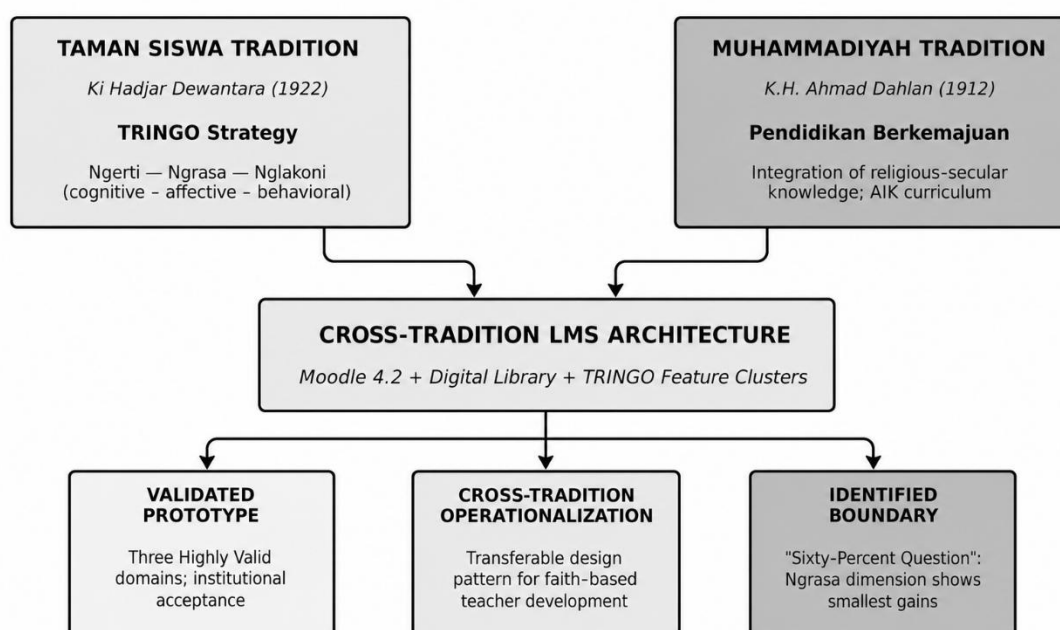 TAMAN SISWA TRADITION
Ki Hadjar Dewantara (1922)
TRINGO Strategy
Ngerti — Ngrasa — Nglakoni
(cognitive – affective – behavioral)
MUHAMMADIYAH TRADITION
K.H. Ahmad Dahlan (1912)
Pendidikan Berkemajuan
Integration of religious-secular
knowledge; AIK curriculum
CROSS-TRADITION LMS ARCHITECTURE
Moodle 4.2 + Digital Library + TRINGO Feature Clusters
VALIDATED
PROTOTYPE
Three Highly Valid
domains; institutional
acceptance
CROSS-TRADITION
OPERATIONALIZATION
Transferable design
pattern for faith-based
teacher development
IDENTIFIED
BOUNDARY
"Sixty-Percent Question":
Ngrasa dimension shows
smallest gains